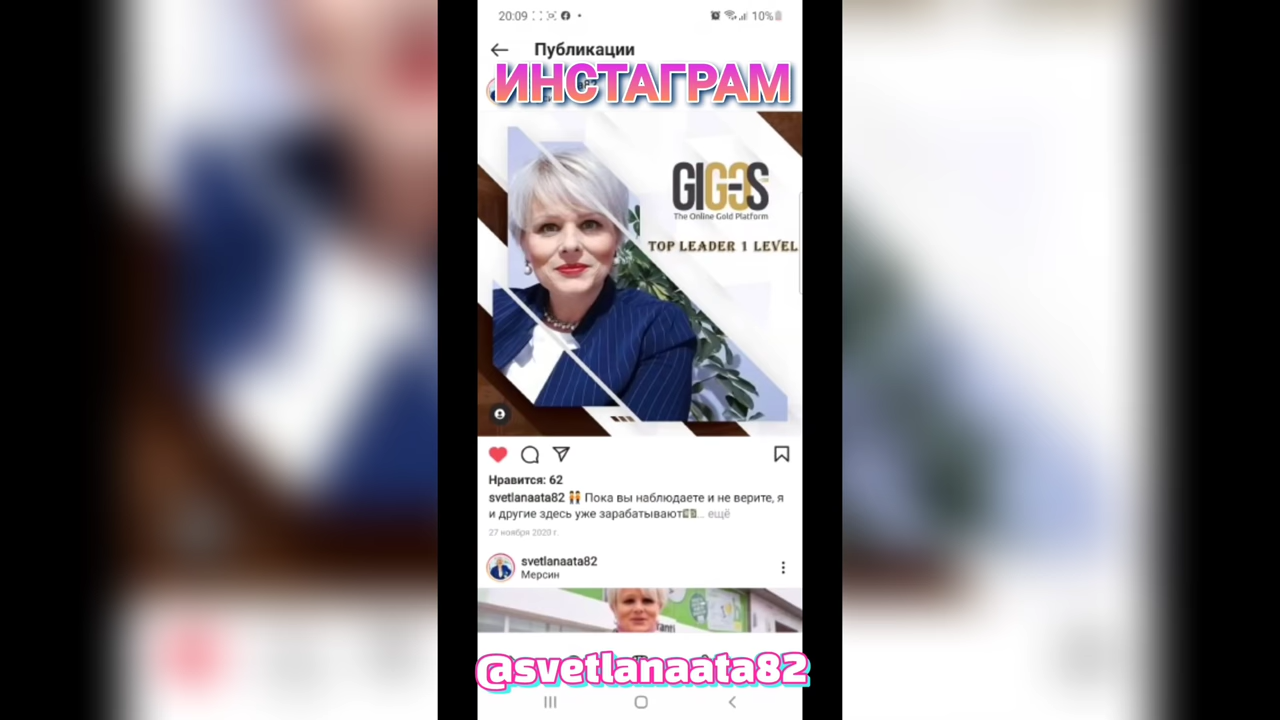 20:09
10%
Публикации
ИНСТАГРАМ
GIGOS
The Online Gold Platform
TOP LEADER 1 LEVEL
Нравится: 62
svetlanaata82 Пока вы наблюдаете и не верите, я
и другие здесь уже зарабатывают... ещё
27 ноября 2020 г.
svetlanaata82
Мерсин
@svetlanaata82